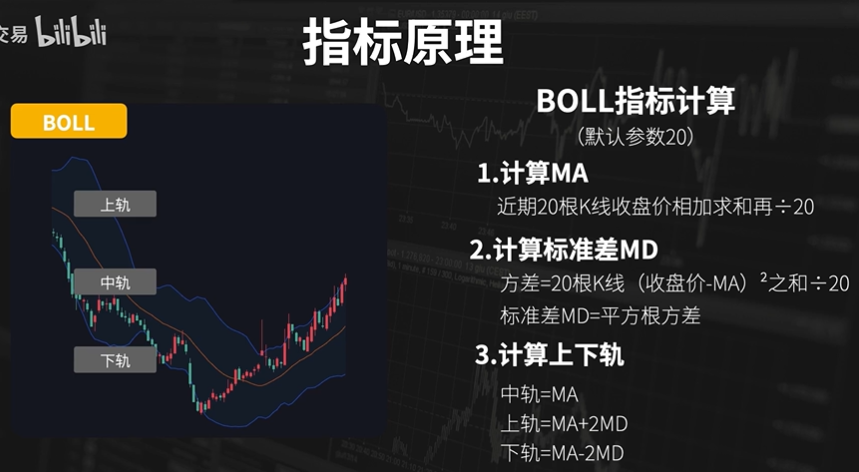 指标原理
交易 bilibili
BOLL
上轨
中轨
下轨
BOLL指标计算
（默认参数20）
1.计算MA
近期20根K线收盘价相加求和再÷20
2.计算标准差MD
方差=20根K线（收盘价-MA）²之和÷20
标准差MD=平方根方差
3.计算上下轨
中轨=MA
上轨=MA+2MD
下轨=MA-2MD